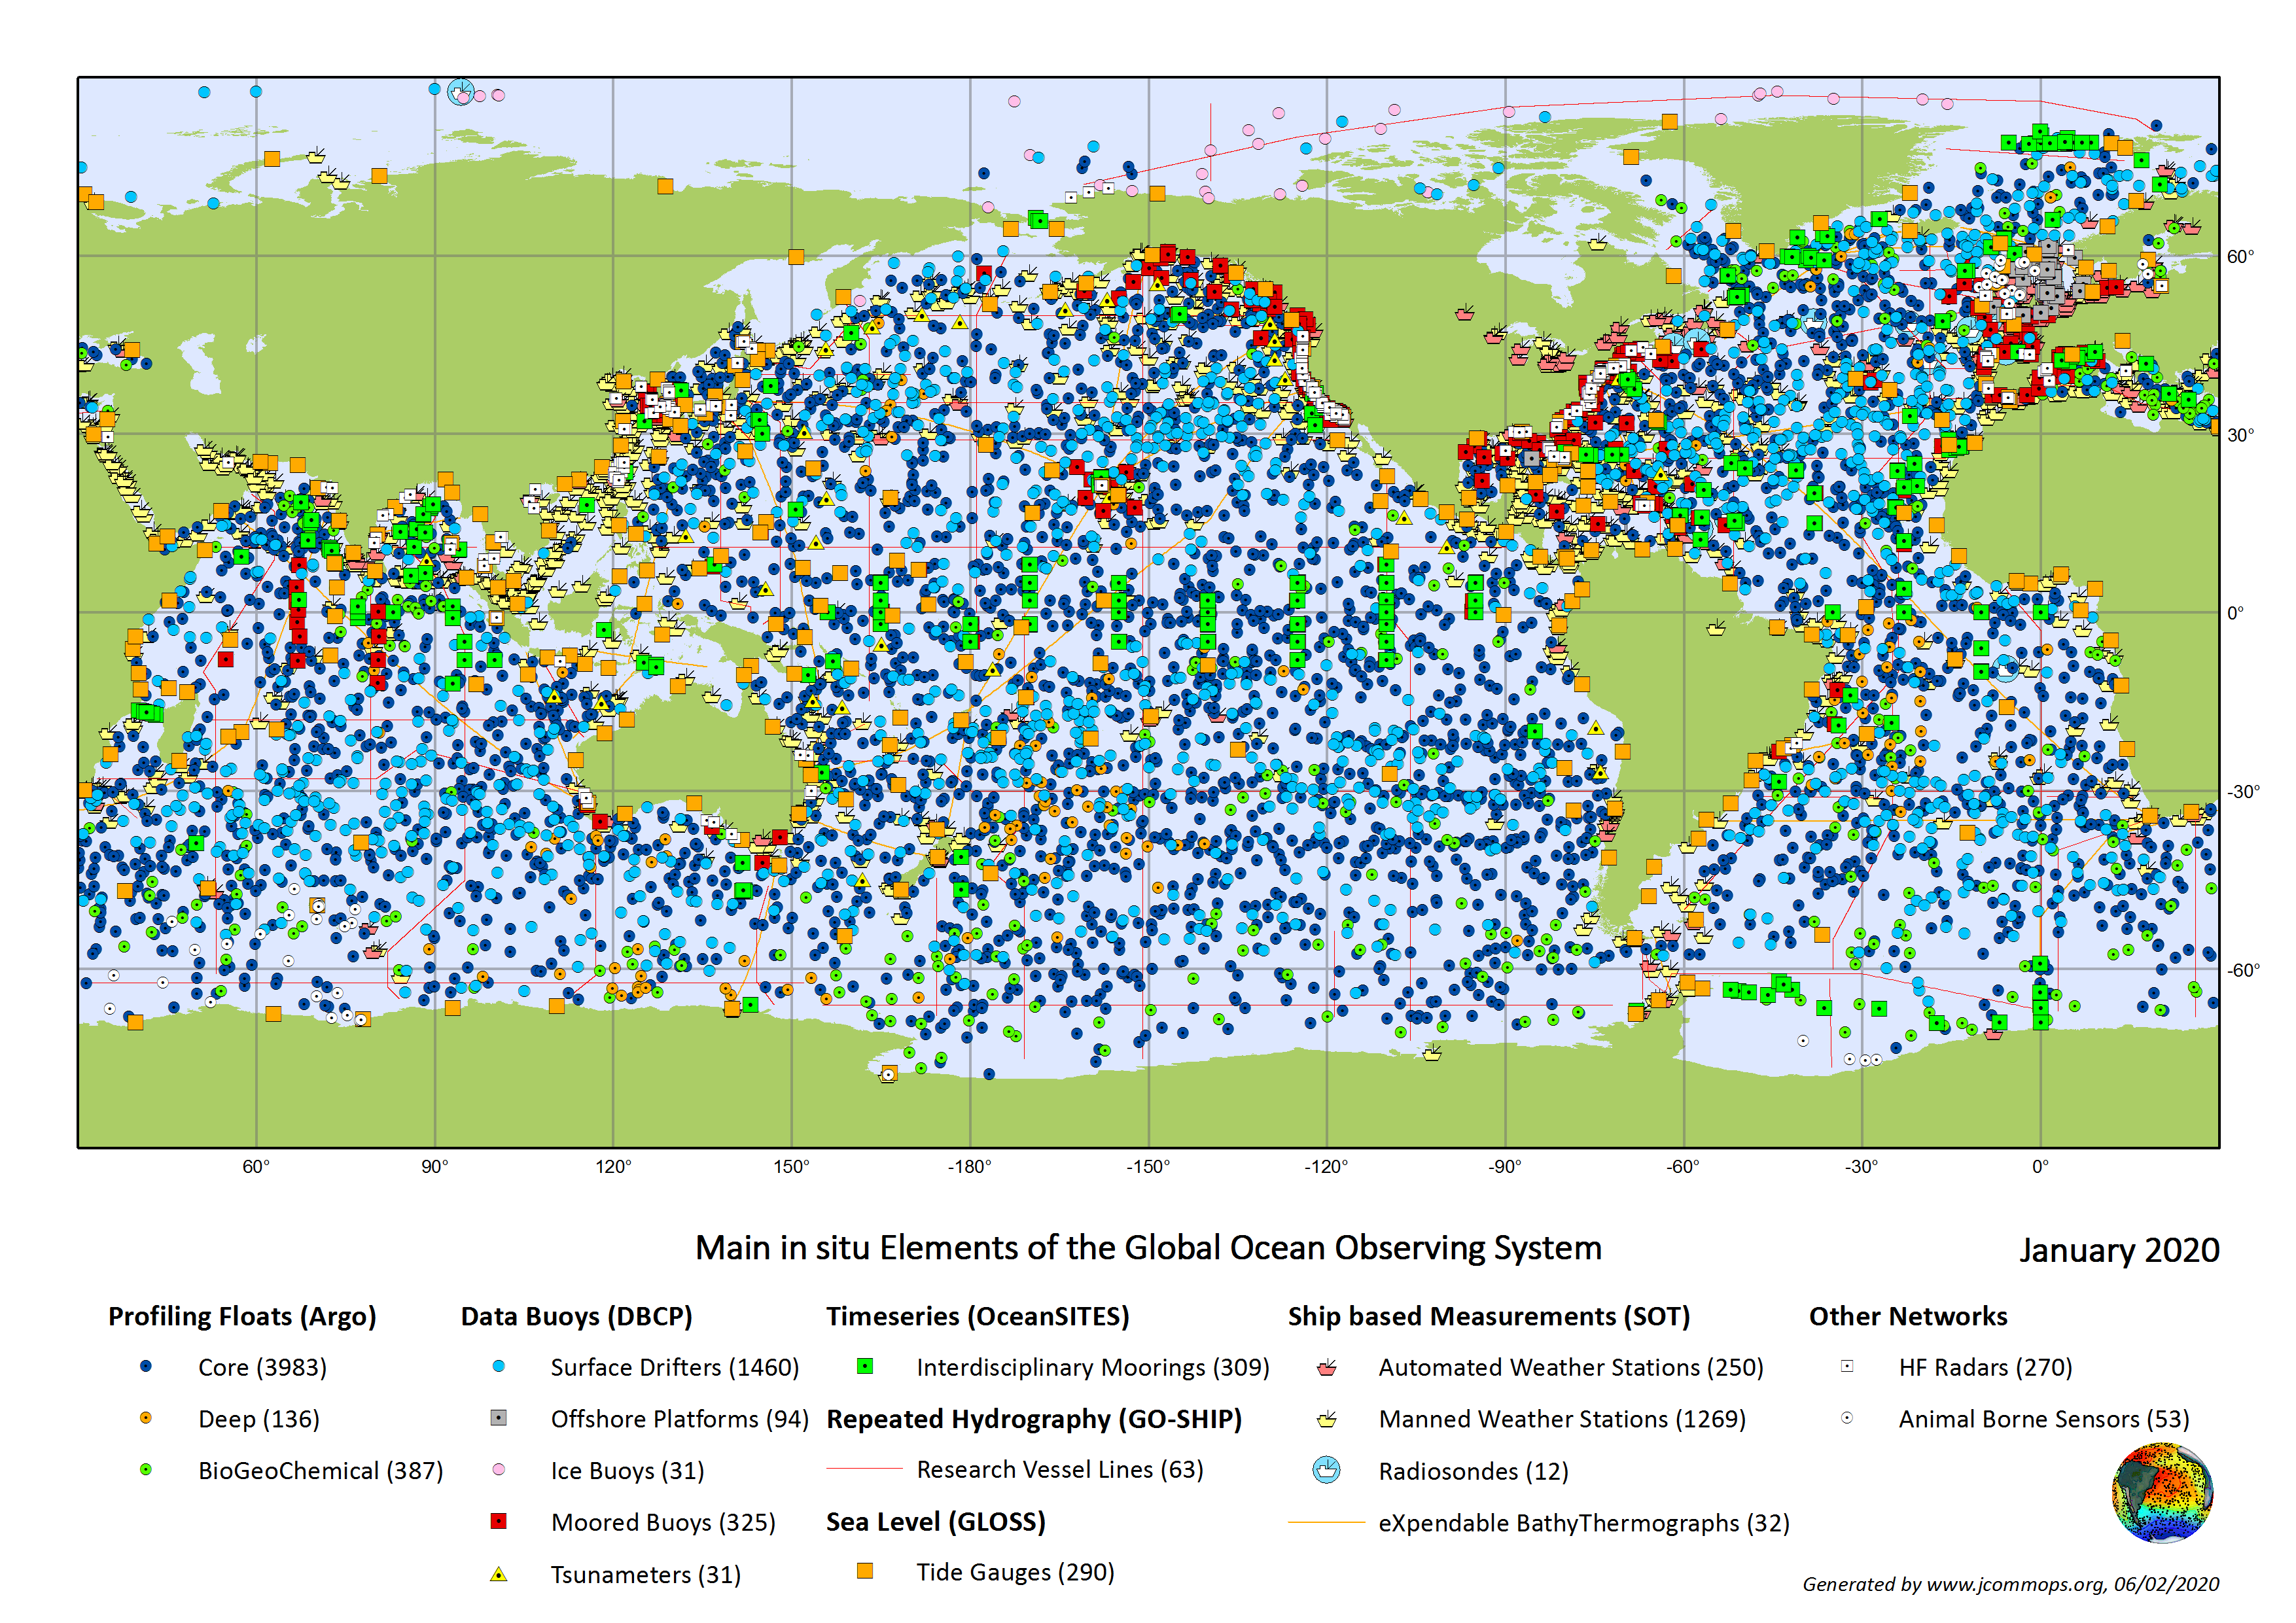 60°
30°
0°
-30°
-60°
60°
90°
120°
150°
-180°
-150°
-120°
-90°
-60°
-30°
0°
Main in situ Elements of the Global Ocean Observing System
January 2020
Profiling Floats (Argo)
Core (3983)
Deep (136)
BioGeoChemical (387)
Data Buoys (DBCP)
Surface Drifters (1460)
Offshore Platforms (94)
Ice Buoys (31)
Moored Buoys (325)
Tsunameters (31)
Timeseries (OceanSITES)
Interdisciplinary Moorings (309)
Repeated Hydrography (GO-SHIP)
Research Vessel Lines (63)
Sea Level (GLOSS)
Tide Gauges (290)
Ship based Measurements (SOT)
Automated Weather Stations (250)
Manned Weather Stations (1269)
Radiosondes (12)
eXpendable BathyThermographs (32)
Other Networks
HF Radars (270)
Animal Borne Sensors (53)
Generated by www.jcommops.org, 06/02/2020